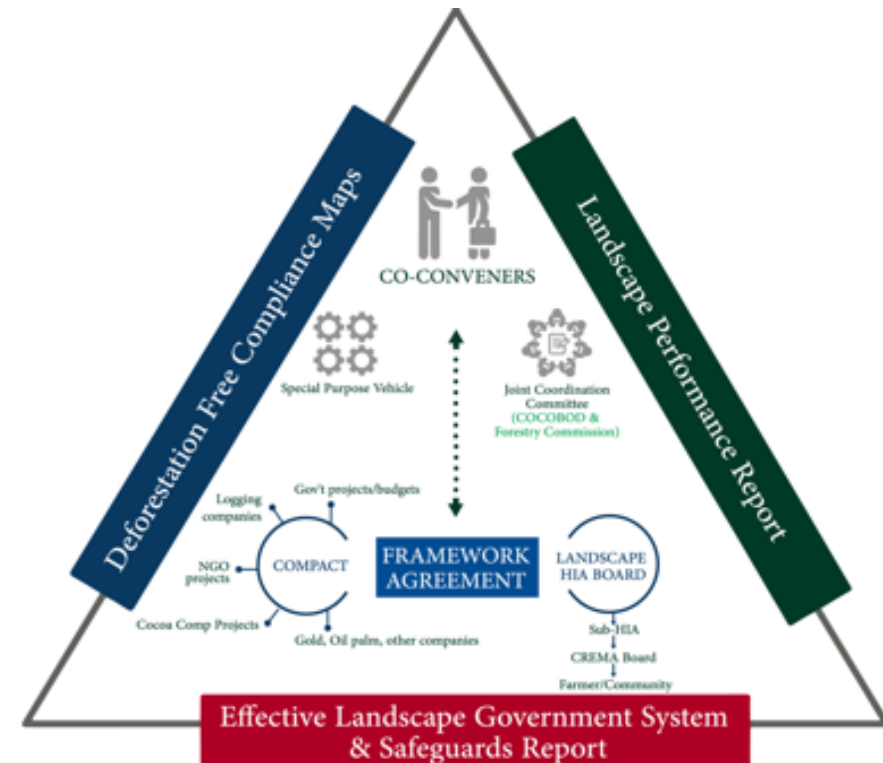 Deforestation Free Compliance Maps
Landscape Performance Report
CO-CONVENERS
Special Purpose Vehicle
Joint Coordination
Committee
(COCOBOD &
Forestry Commission)
Gov't projects/budgets
Logging
companies
NGO
projects
Cocoa Comp Projects
Gold, Oil palm, other companies
COMPACT
FRAMEWORK
AGREEMENT
LANDSCAPE
HIA BOARD
Sub-HIA
CREMA Board
Farmer/Community
Effective Landscape Government System
& Safeguards Report